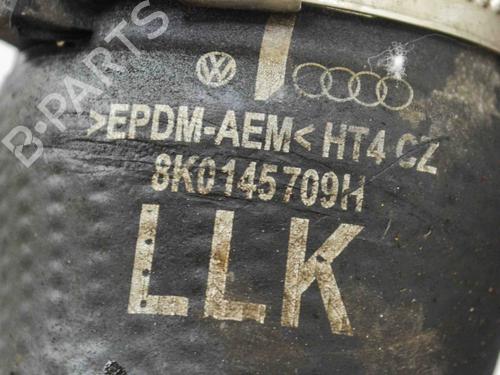 >EPDM-AEM< HT4 CZ
8K0145709H
LLK
B-PARTS